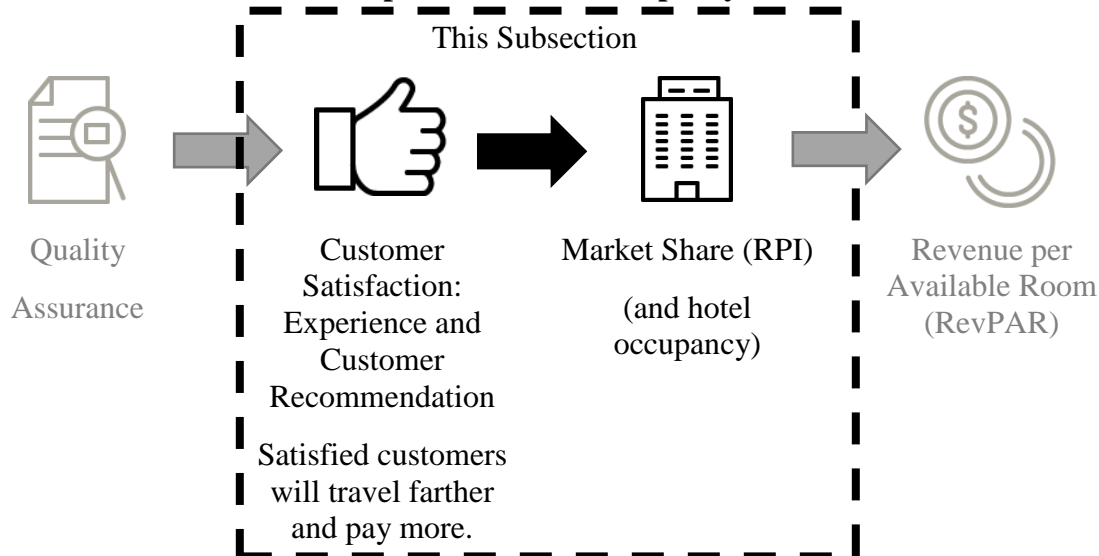 This Subsection
$
Quality
Assurance
Customer
Satisfaction:
Experience and
Customer
Recommendation
Satisfied customers
will travel farther
and pay more.
Market Share (RPI)
(and hotel
occupancy)
Revenue per
Available Room
(RevPAR)